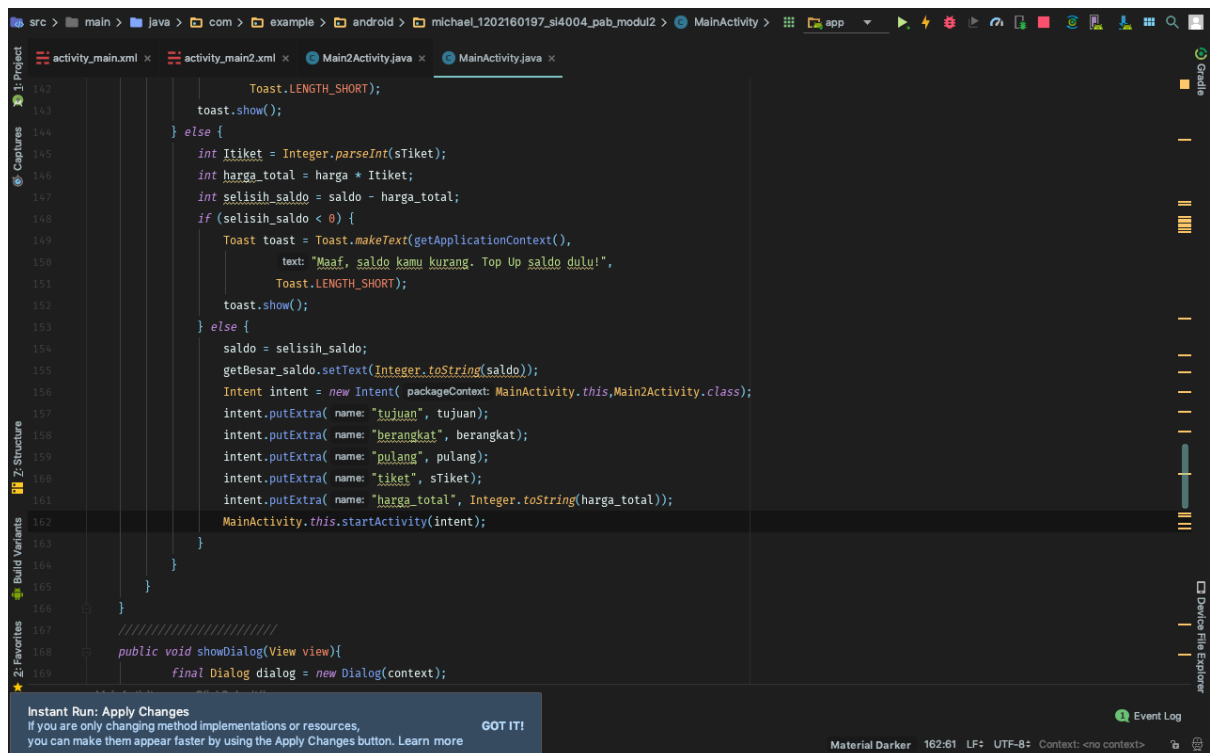 src > main > java > com > example > android > michael_1202160197_si4004_pab_modul2 > MainActivity > app
activity_main.xml × activity_main2.xml × Main2Activity.java × MainActivity.java ×
1: Project
Captures
Z: Structure
Build Variants
2: Favorites
142 Toast.LENGTH_SHORT);
143 toast.show();
144 } else {
145 int Itiket = Integer.parseInt(sTiket);
146 int harga_total = harga * Itiket;
147 int selisih_saldo = saldo - harga_total;
148 if (selisih_saldo < 0) {
149 Toast toast = Toast.makeText(getApplicationContext(),
150 text: "Maaf, saldo kamu kurang. Top Up saldo dulu!",
151 Toast.LENGTH_SHORT);
152 toast.show();
153 } else {
154 saldo = selisih_saldo;
155 getBesar_saldo.setText(Integer.toString(saldo));
156 Intent intent = new Intent( packageContext: MainActivity.this,Main2Activity.class);
157 intent.putExtra( name: "tujuan", tujuan);
158 intent.putExtra( name: "berangkat", berangkat);
159 intent.putExtra( name: "pulang", pulang);
160 intent.putExtra( name: "tiket", sTiket);
161 intent.putExtra( name: "harga_total", Integer.toString(harga_total));
162 MainActivity.this.startActivity(intent);
163 }
164 }
165 }
166 }
167 ////////////////////////
168 public void showDialog(View view){
169 final Dialog dialog = new Dialog(context);
Gradle
Device File Explorer
Instant Run: Apply Changes
If you are only changing method implementations or resources,
you can make them appear faster by using the Apply Changes button. Learn more
GOT IT!
1 Event Log
Material Darker 162:61 LF÷ UTF-8÷ Context: <no context>